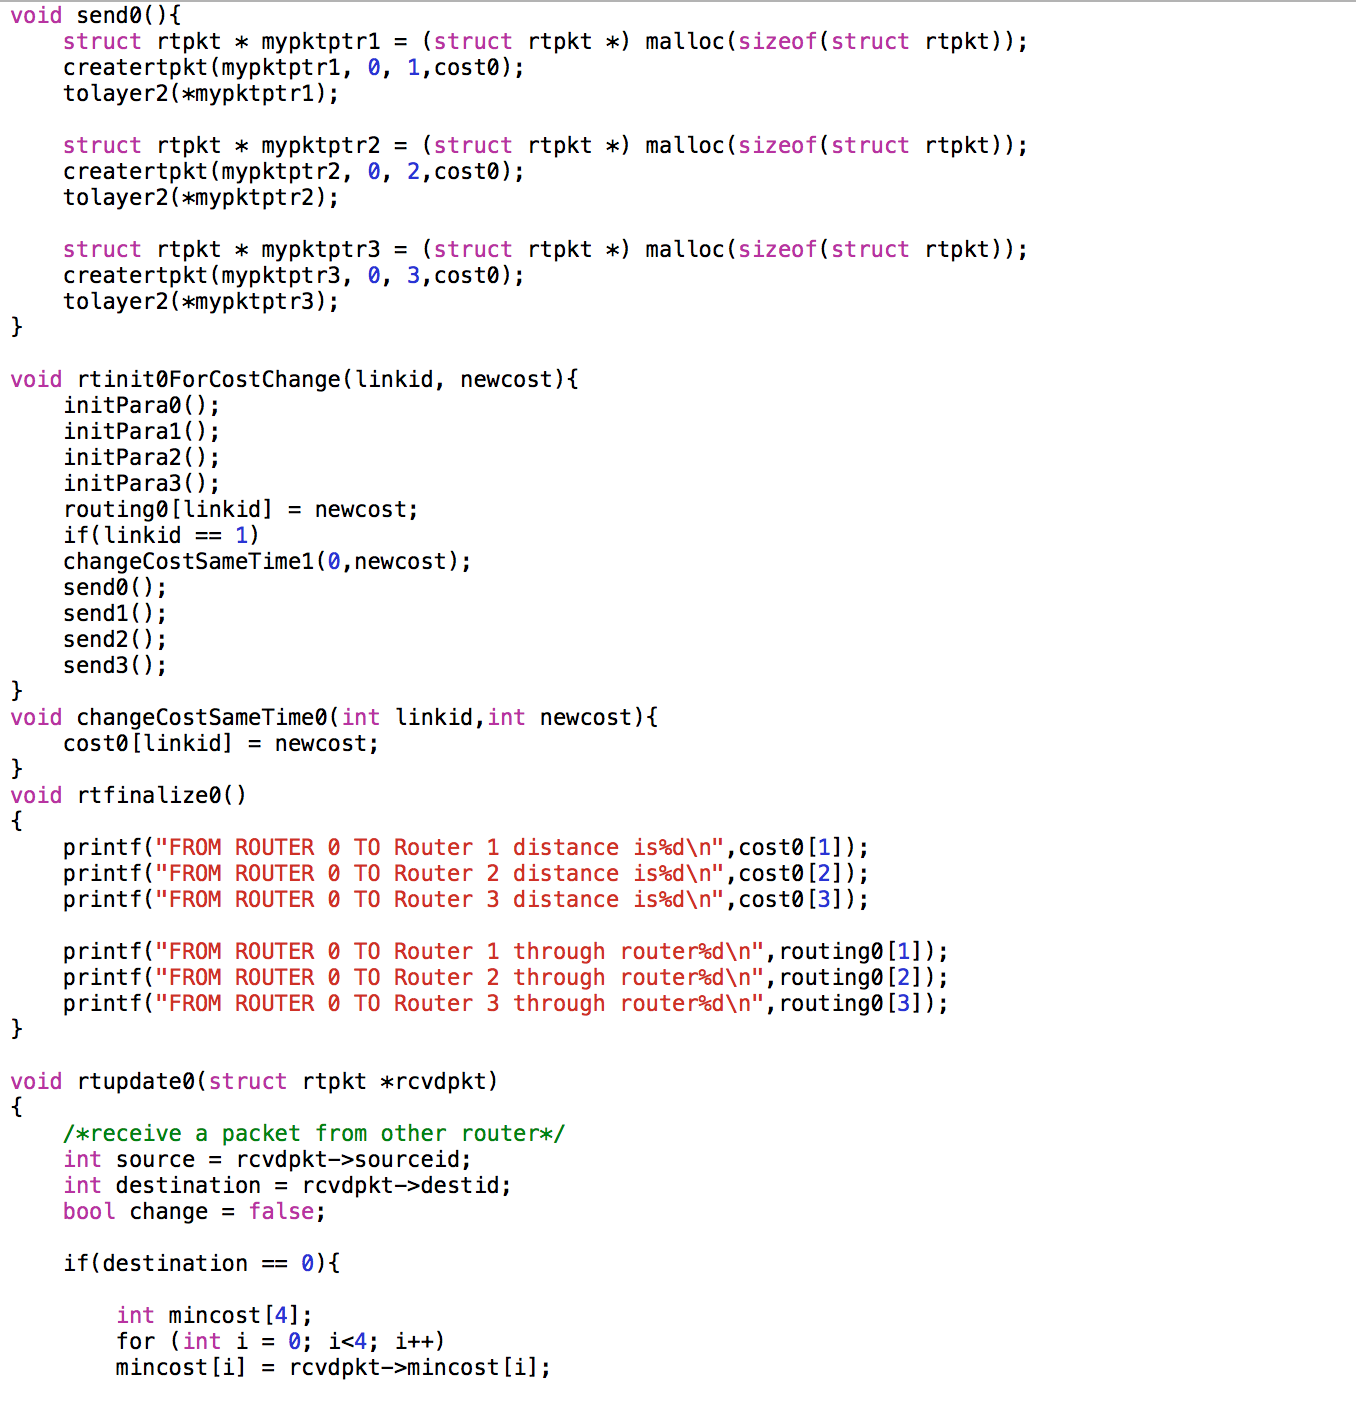 void send0(){
    struct rtpkt * mypktptr1 = (struct rtpkt *) malloc(sizeof(struct rtpkt));
    creatertpkt(mypktptr1, 0, 1,cost0);
    tolayer2(*mypktptr1);

    struct rtpkt * mypktptr2 = (struct rtpkt *) malloc(sizeof(struct rtpkt));
    creatertpkt(mypktptr2, 0, 2,cost0);
    tolayer2(*mypktptr2);

    struct rtpkt * mypktptr3 = (struct rtpkt *) malloc(sizeof(struct rtpkt));
    creatertpkt(mypktptr3, 0, 3,cost0);
    tolayer2(*mypktptr3);
}

void rtinit0ForCostChange(linkid, newcost){
    initPara0();
    initPara1();
    initPara2();
    initPara3();
    routing0[linkid] = newcost;
    if(linkid == 1)
    changeCostSameTime1(0,newcost);
    send0();
    send1();
    send2();
    send3();
}
void changeCostSameTime0(int linkid,int newcost){
    cost0[linkid] = newcost;
}
void rtfinalize0()
{
    printf("FROM ROUTER 0 TO Router 1 distance is%d\n",cost0[1]);
    printf("FROM ROUTER 0 TO Router 2 distance is%d\n",cost0[2]);
    printf("FROM ROUTER 0 TO Router 3 distance is%d\n",cost0[3]);

    printf("FROM ROUTER 0 TO Router 1 through router%d\n",routing0[1]);
    printf("FROM ROUTER 0 TO Router 2 through router%d\n",routing0[2]);
    printf("FROM ROUTER 0 TO Router 3 through router%d\n",routing0[3]);
}

void rtupdate0(struct rtpkt *rcvdpkt)
{
    /*receive a packet from other router*/
    int source = rcvdpkt->sourceid;
    int destination = rcvdpkt->destid;
    bool change = false;

    if(destination == 0){

        int mincost[4];
        for (int i = 0; i<4; i++)
        mincost[i] = rcvdpkt->mincost[i];